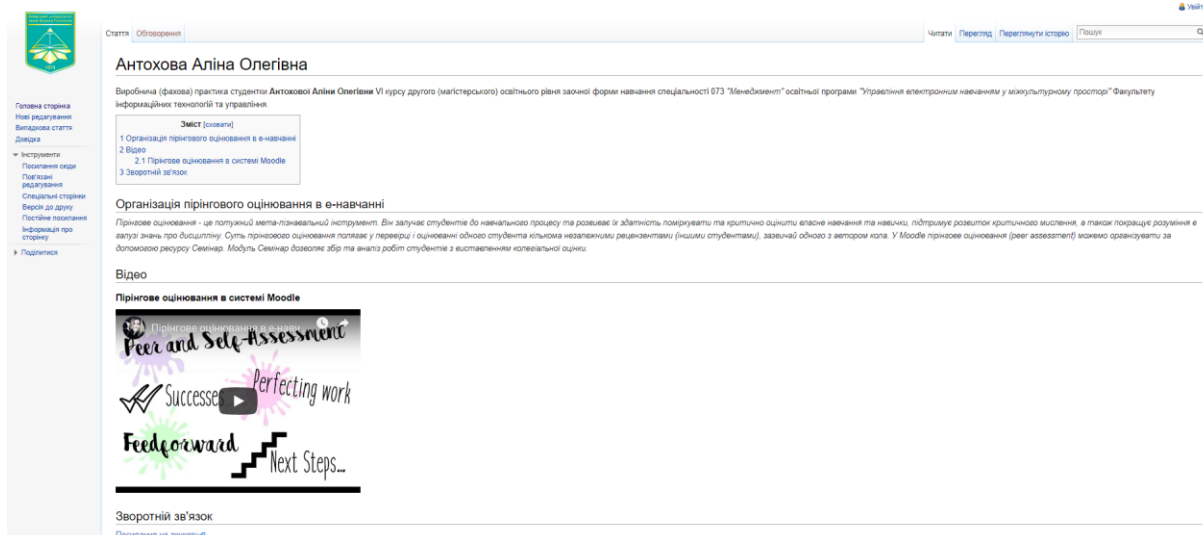 Увійти
Стаття Обговорення
Читати Перегляд Переглянути історію Пошук
1874
Головна сторінка
Нові редагування
Випадкова стаття
Довідка
Інструменти
Посилання сюди
Пов'язані
редагування
Спеціальні сторінки
Версія до друку
Постійне посилання
Інформація про
сторінку
Поділитися
Антохова Аліна Олегівна
Виробнича (фахова) практика студентки Антохової Аліни Олегівни VI курсу другого (магістерського) освітнього рівня заочної форми навчання спеціальності 073 "Менеджмент" освітньої програми "Управління електронним навчанням у міжкультурному просторі" Факультету
інформаційних технологій та управління.
Зміст [сховати]
1 Організація пірінгового оцінювання в е-навчанні
2 Відео
2.1 Пірінгове оцінювання в системі Moodle
3 Зворотній зв'язок
Організація пірінгового оцінювання в е-навчанні
Пірінгове оцінювання - це потужний мета-пізнавальний інструмент. Він залучає студентів до навчального процесу та розвиває їх здатність поміркувати та критично оцінити власне навчання та навички, підтримує розвиток критичного мислення, а також покращує розуміння в
галузі знань про дисципліну. Суть пірінгового оцінювання полягає у перевірці і оцінюванні одного студента кількома незалежними рецензентами (іншими студентами), зазвичай одного з автором кола. У Moodle пірінгове оцінювання (peer assessment) можемо організувати за
допомогою ресурсу Семінар. Модуль Семінар дозволяє збір та аналіз робіт студентів з виставленням колегіальної оцінки.
Відео
Пірінгове оцінювання в системі Moodle
Пірінгове оцінювання в е-навч...
Peer and Self-Assessment
Successes
Perfecting work
Feedforward
Next Steps...
Зворотній зв'язок